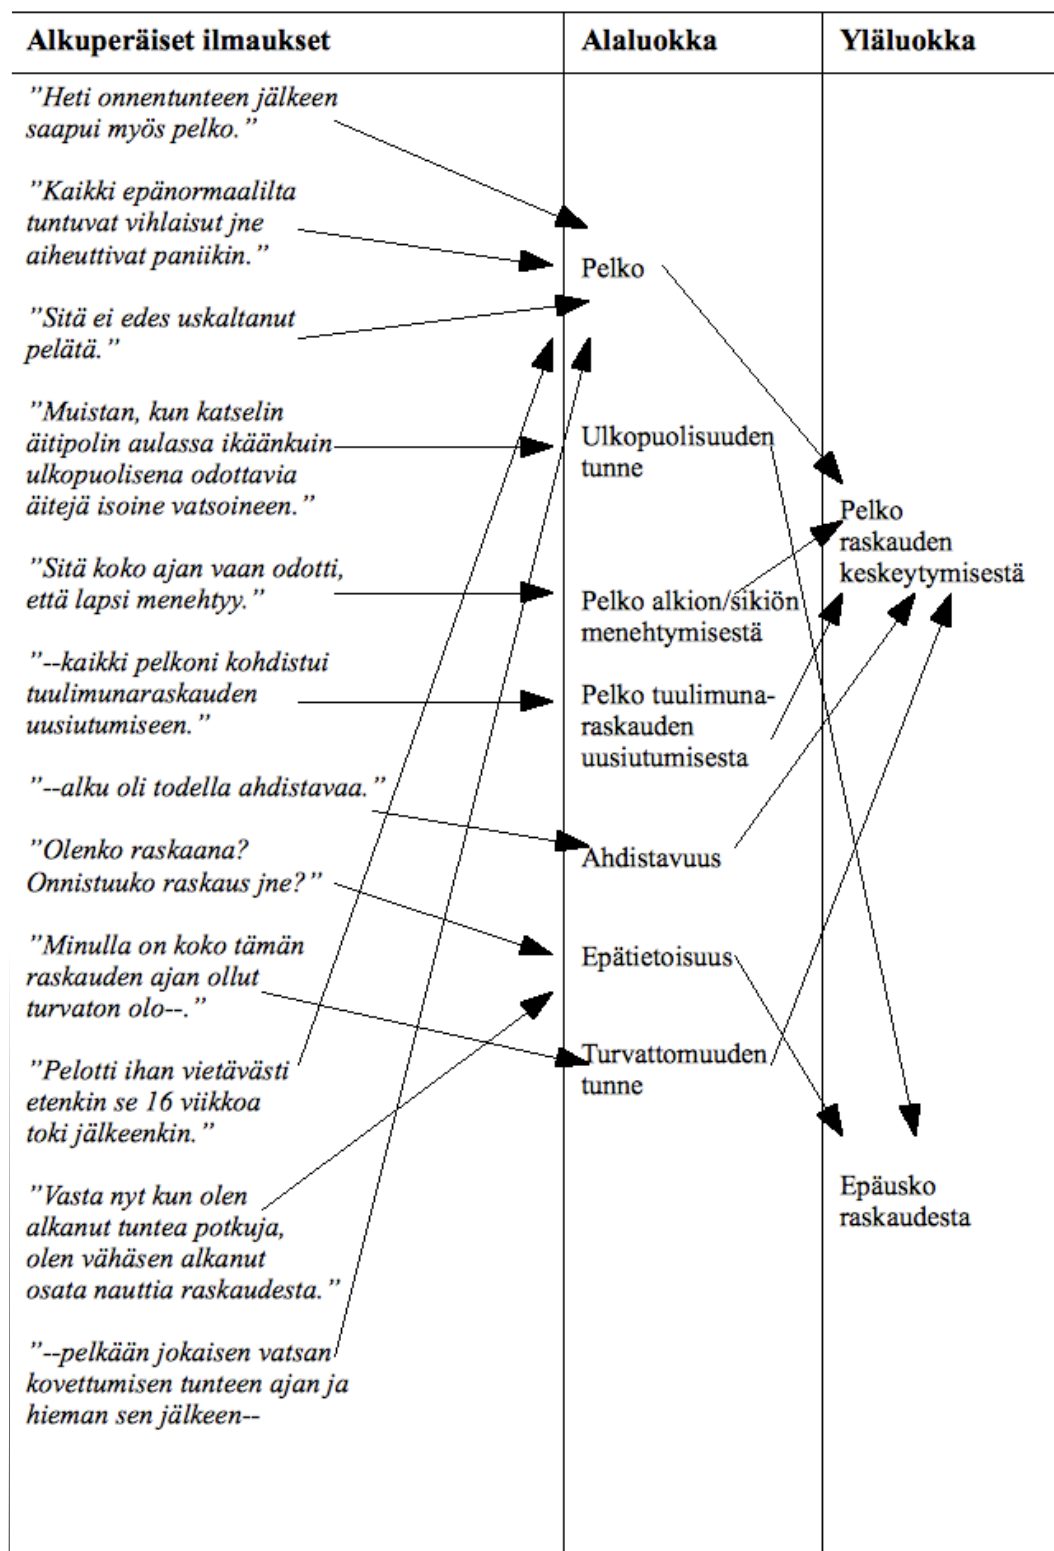 Alkuperäiset ilmaukset
Alaluokka
Yläluokka
”Heti onnentunteen jälkeen
saapui myös pelko.”
”Kaikki epänormaalilta
tuntuvat vihlaisut jne
aiheuttivat paniikin.”
”Sitä ei edes uskaltanut
pelätä.”
”Muistan, kun katselin
äitipolin aulassa ikäänkuin
ulkopuolisena odottavia
äitejä isoine vatsoineen.”
”Sitä koko ajan vaan odotti,
että lapsi menehtyy.”
”--kaikki pelkoni kohdistui
tuulimunaraskauden
uusiutumiseen.”
”--alku oli todella ahdistavaa.”
”Olenko raskaana?
Onnistuuko raskaus jne?”
”Minulla on koko tämän
raskauden ajan ollut
turvaton olo--.”
”Pelotti ihan vietävästi
etenkin se 16 viikkoa
toki jälkeenkin.”
”Vasta nyt kun olen
alkanut tuntea potkuja,
olen vähäsen alkanut
osata nauttia raskaudesta.”
”--pelkään jokaisen vatsan
kovettumisen tunteen ajan ja
hieman sen jälkeen--
Pelko
Ulkopuolisuuden
tunne
Pelko alkion/sikiön
menehtymisestä
Pelko tuulimuna-
raskauden
uusiutumisesta
Ahdistavuus
Epätietoisuus
Turvattomuuden
tunne
Pelko
raskauden
keskeytymisestä
Epäusko
raskaudesta